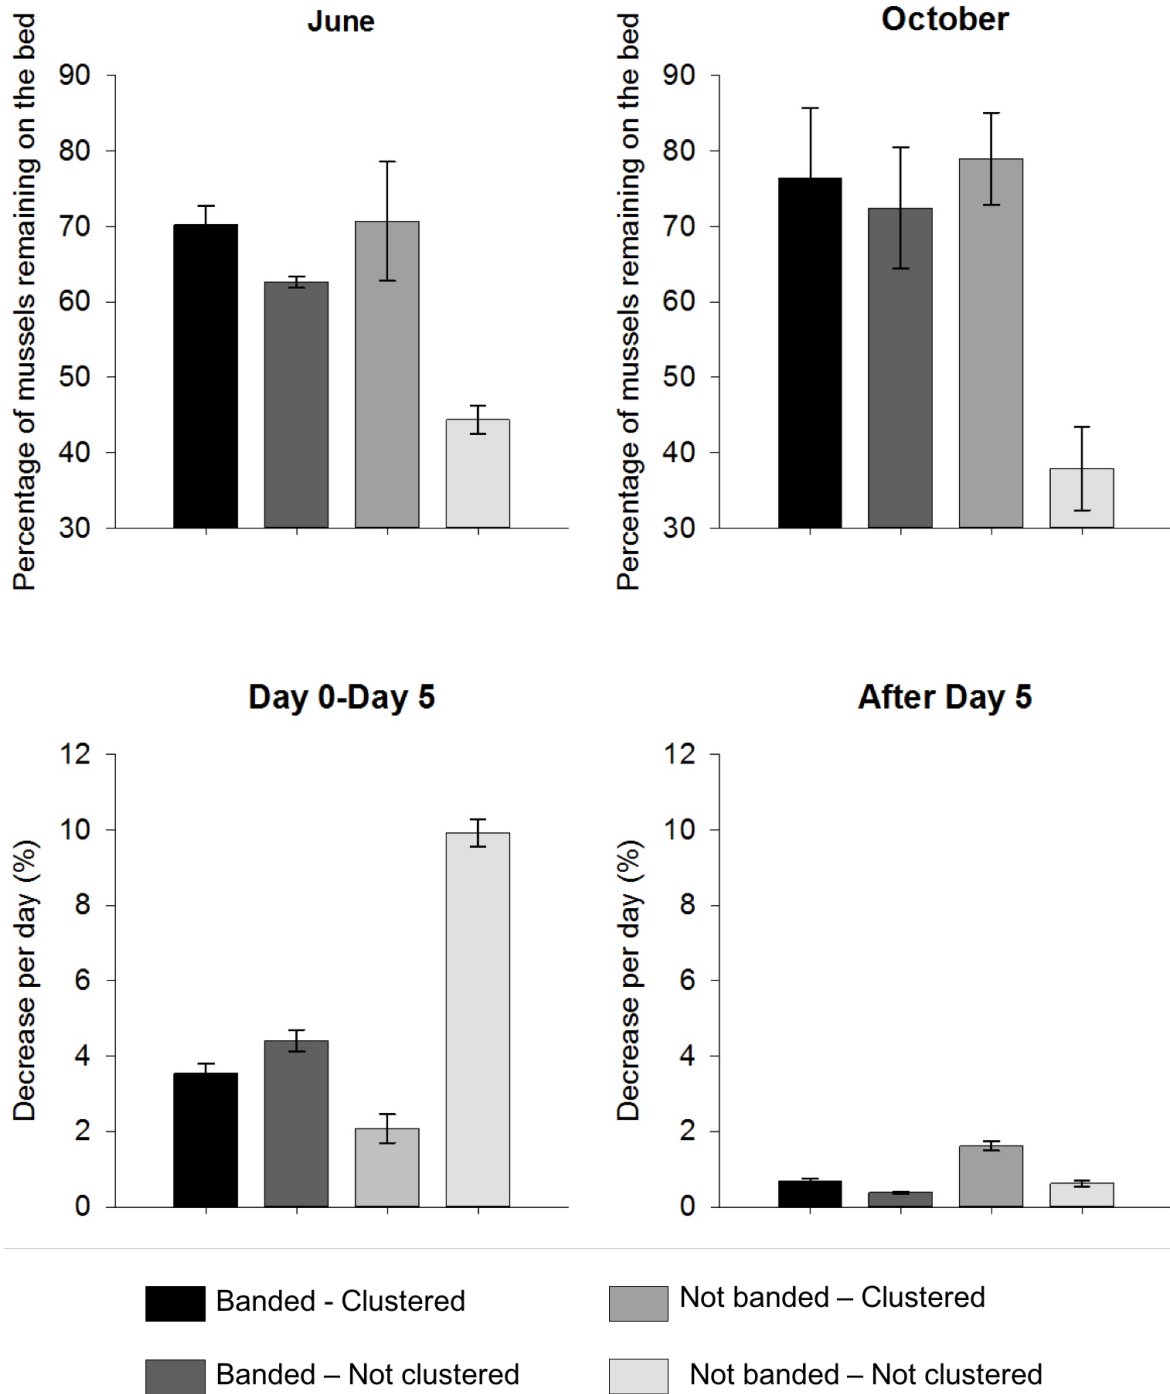 June
Percentage of mussels remaining on the bed
90
80
70
60
50
40
30
October
Percentage of mussels remaining on the bed
90
80
70
60
50
40
30
Day 0-Day 5
Decrease per day (%)
12
10
8
6
4
2
0
After Day 5
Decrease per day (%)
12
10
8
6
4
2
0
Banded - Clustered
Not banded – Clustered
Banded – Not clustered
Not banded – Not clustered